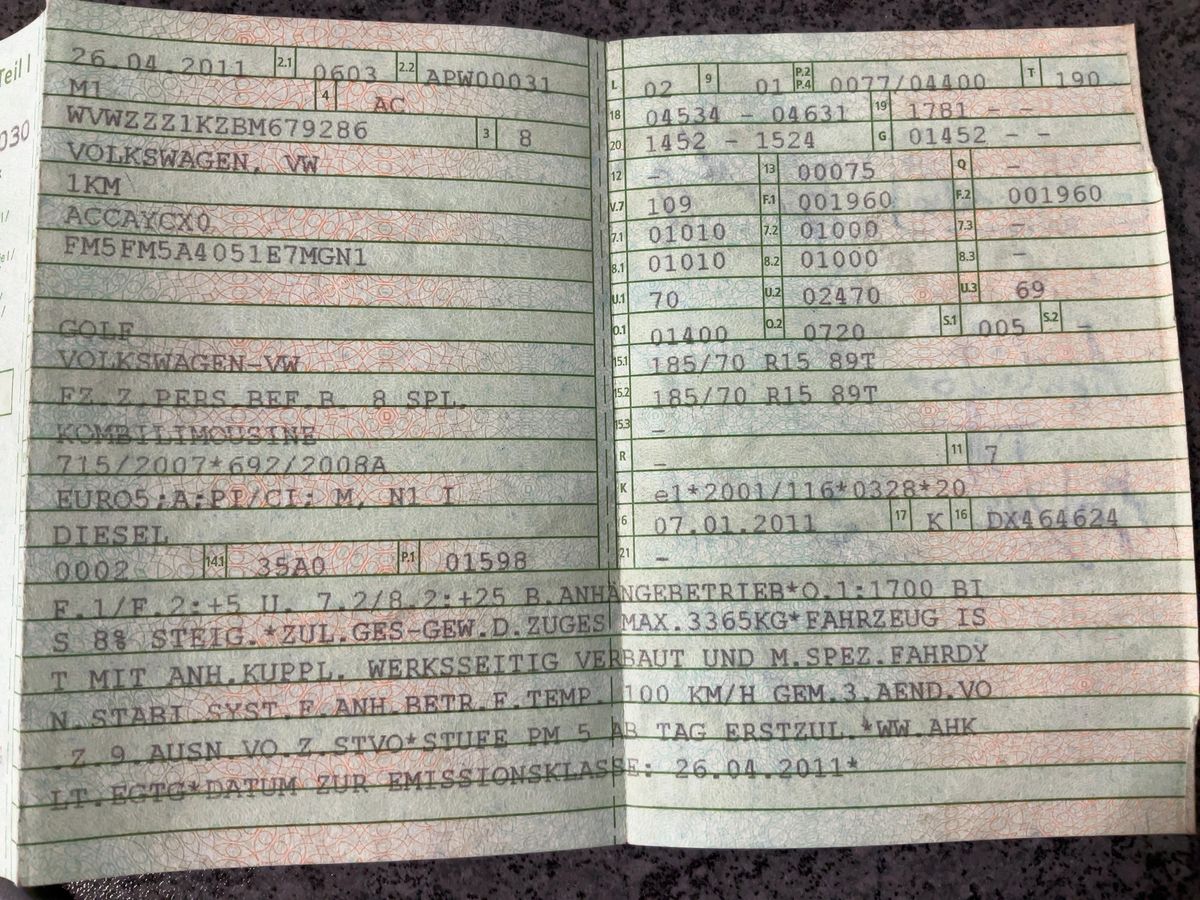 Teil I
030
26.04.2011 2.1 0603 2.2 APW00031
M1 4 AC
WVWZZZ1KZBM679286 3 8
VOLKSWAGEN, VW
1KM
ACCAYCX0
FM5FM5A4051E7MGN1
GOLF
VOLKSWAGEN-VW
FZ.Z.PERS.BEF.B. 8 SPL.
KOMBILIMOUSINE
715/2007*692/2008A
EURO5;A;PI/CI; M, N1 I
DIESEL
0002 14.1 35A0 P.1 01598
L 02 9 01 P.2 P.4 0077/04400 T 190
18 04534 - 04631 19 1781 - -
20 1452 - 1524 G 01452 - -
12 - 13 00075 Q -
V.7 109 F.1 001960 F.2 001960
7.1 01010 7.2 01000 7.3 -
8.1 01010 8.2 01000 8.3 -
U.1 70 U.2 02470 U.3 69
O.1 01400 O.2 0720 S.1 005 S.2 -
15.1 185/70 R15 89T
15.2 185/70 R15 89T
15.3 -
R - 11 7
K e1*2001/116*0328*20
6 07.01.2011 17 K 16 DX464624
21 -
F.1/F.2:+5 U. 7.2/8.2:+25 B.ANHÄNGEBETRIEB*O.1:1700 BI
S 8% STEIG.*ZUL.GES-GEW.D.ZUGES MAX.3365KG*FAHRZEUG IS
T MIT ANH.KUPPL. WERKSSEITIG VERBAUT UND M.SPEZ.FAHRDY
N.STABI.SYST.F.ANH.BETR.F.TEMP. 100 KM/H GEM.3.AEND.VO
.Z.9.AUSN.VO.Z.STVO*STUFE PM 5 AB TAG ERSTZUL.*WW.AHK
LT.EGTG*DATUM ZUR EMISSIONSKLASSE: 26.04.2011*